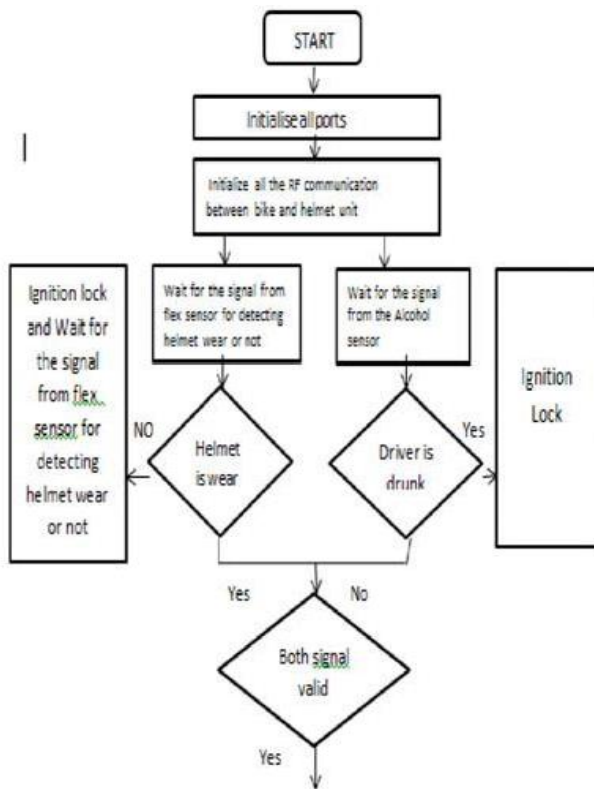 START
Initialise all ports
Initialize all the RF communication
between bike and helmet unit
Ignition lock
and Wait for
the signal
from flex
sensor for
detecting
helmet wear
or not
Wait for the signal from
flex sensor for detecting
helmet wear or not
Wait for the signal
from the Alcohol
sensor
Ignition
Lock
NO
Helmet
is wear
Driver is
drunk
Yes
Yes
No
Both signal
valid
Yes